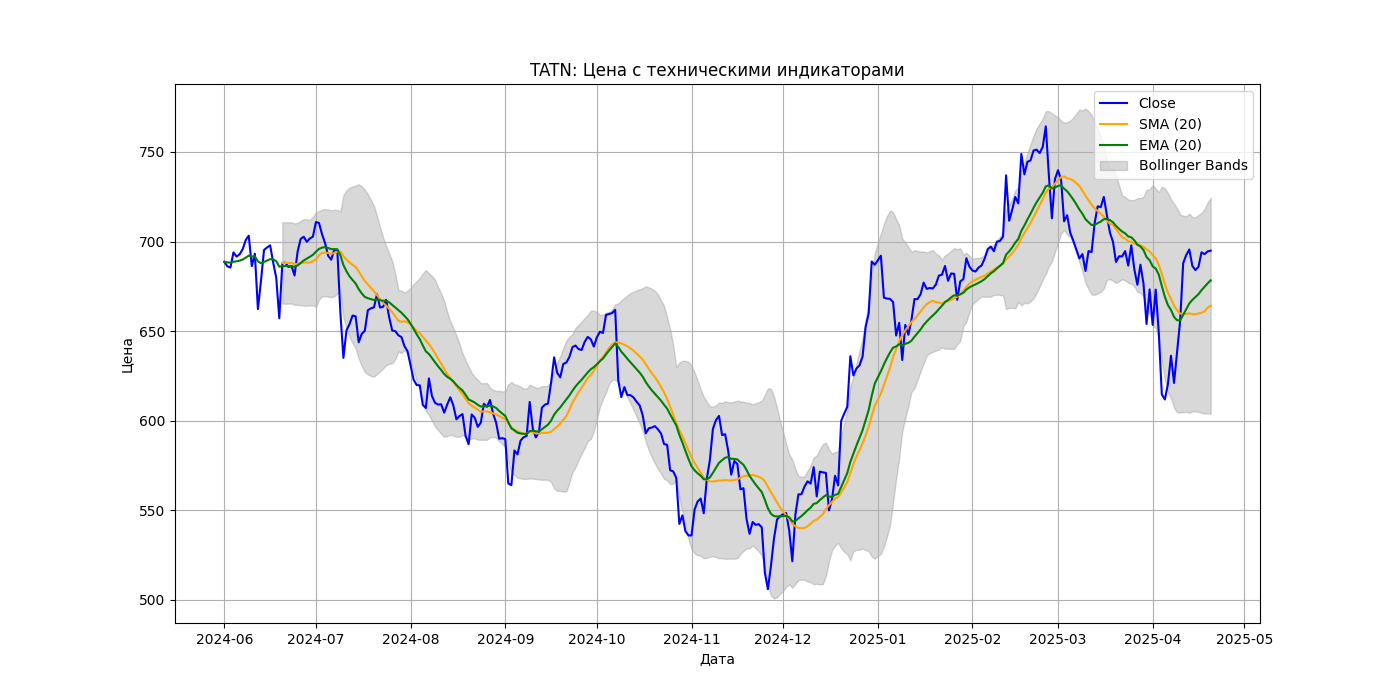 TATN: Цена с техническими индикаторами
Close
SMA (20)
EMA (20)
Bollinger Bands
Цена
750
700
650
600
550
500
2024-06 2024-07 2024-08 2024-09 2024-10 2024-11 2024-12 2025-01 2025-02 2025-03 2025-04 2025-05
Дата